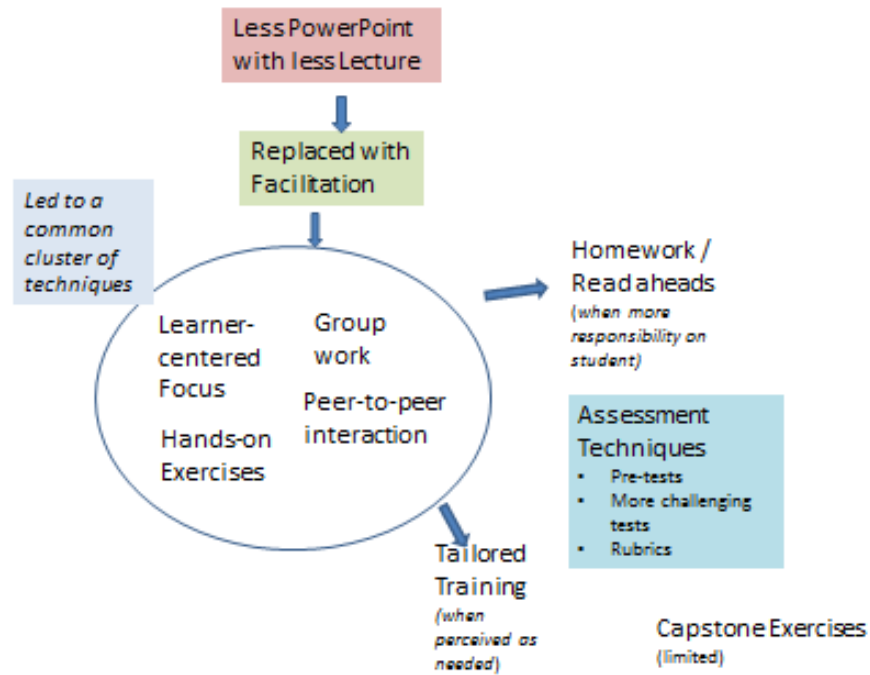 Less PowerPoint
with less Lecture
Replaced with
Facilitation
Led to a
common
cluster of
techniques
Learner-
centered
Focus
Group
work
Hands-on
Exercises
Peer-to-peer
interaction
Homework /
Read aheads
(when more
responsibility on
student)
Assessment
Techniques
• Pre-tests
• More challenging
tests
• Rubrics
Tailored
Training
(when
perceived as
needed)
Capstone Exercises
(limited)